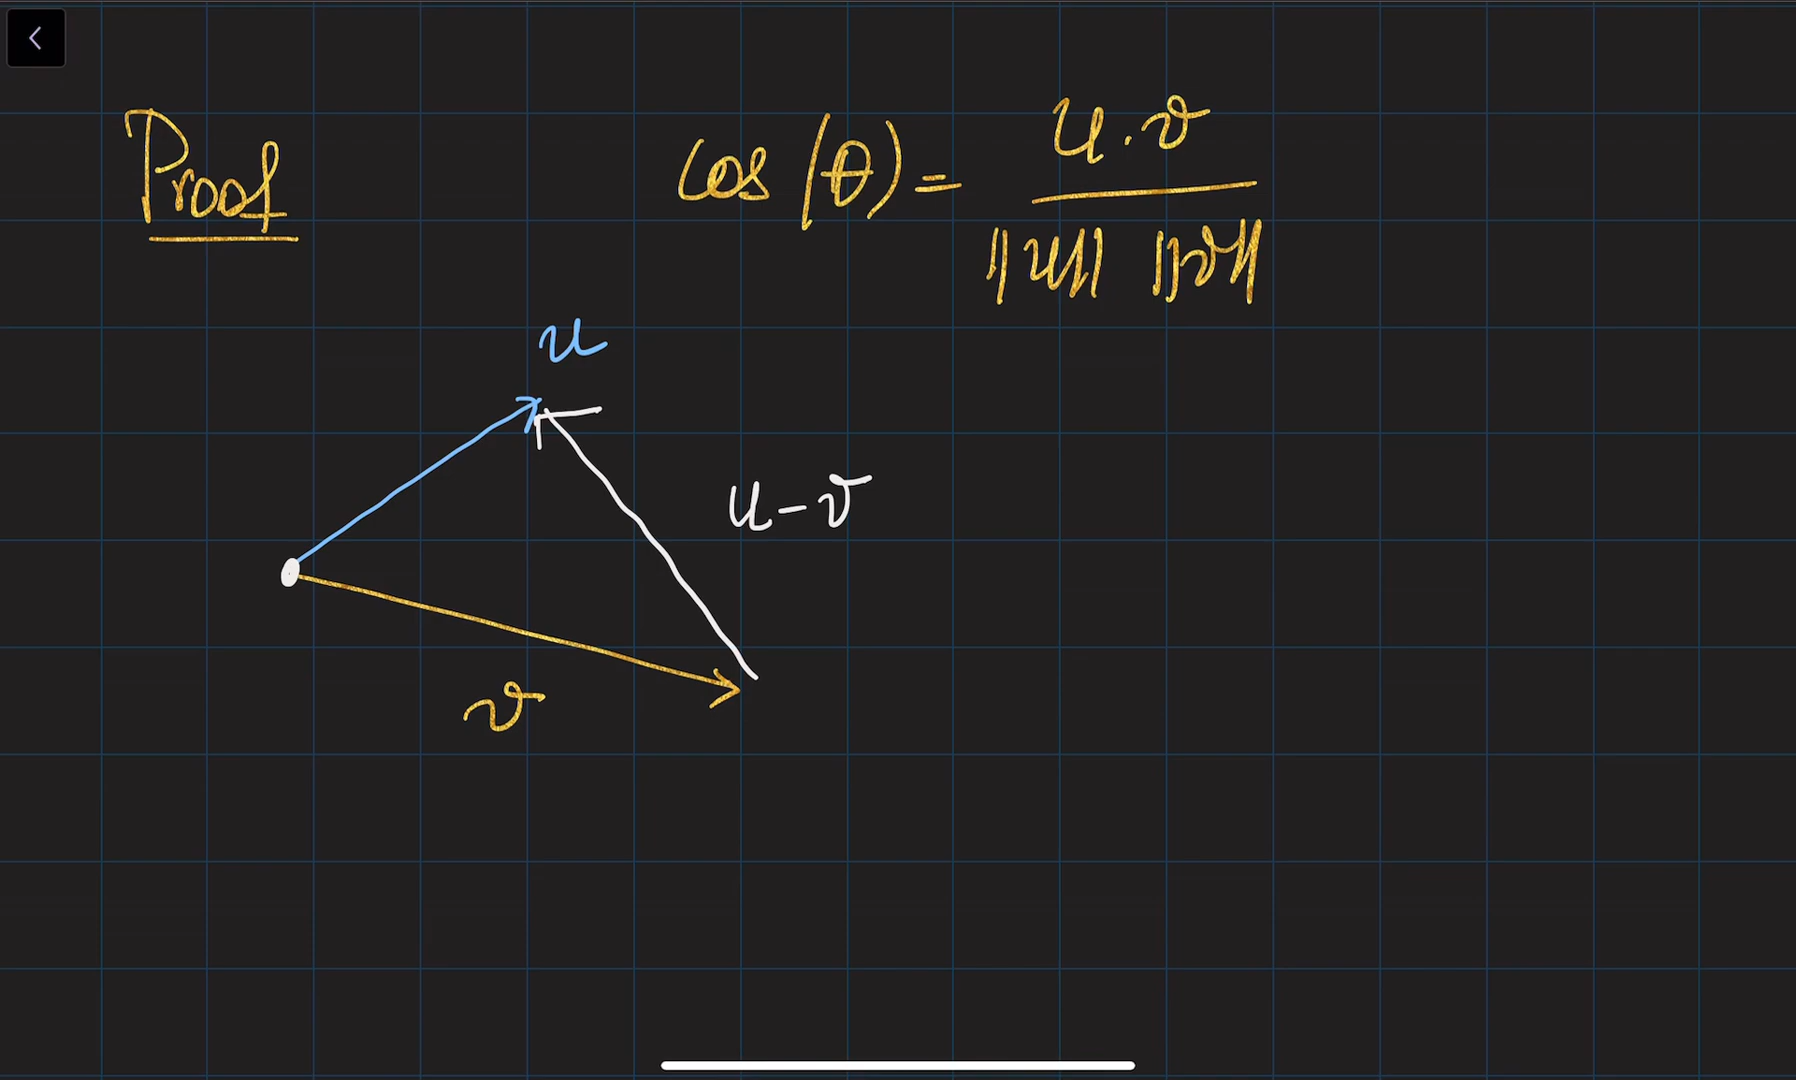 Proof
cos (θ) = u . v / ||u|| ||v||
u
u - v
v